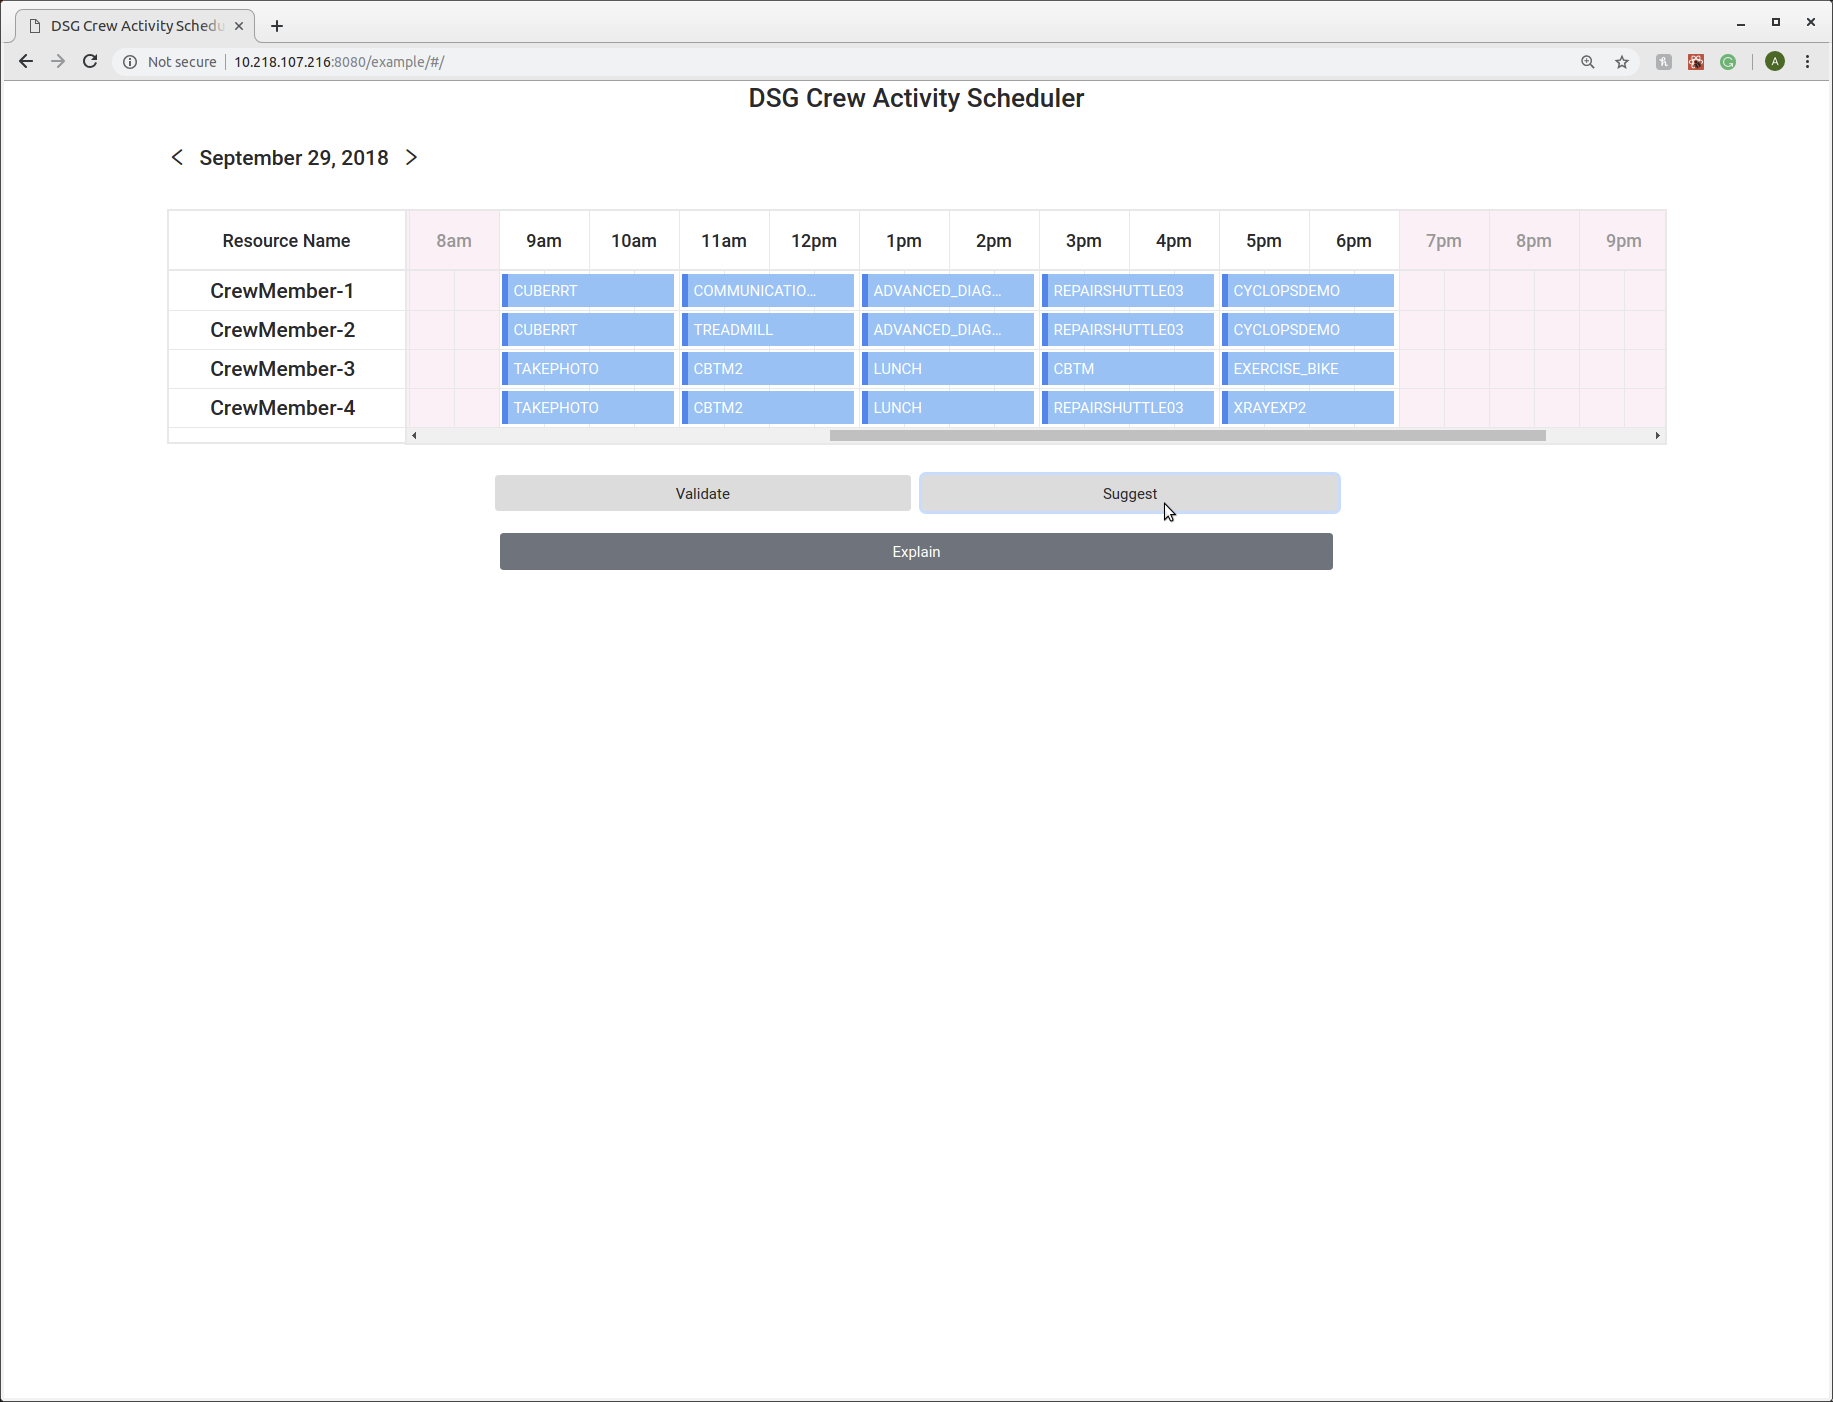 DSG Crew Activity Schedu
Not secure 10.218.107.216:8080/example/#/
A
DSG Crew Activity Scheduler
September 29, 2018
Resource Name 8am 9am 10am 11am 12pm 1pm 2pm 3pm 4pm 5pm 6pm 7pm 8pm 9pm
CrewMember-1 CUBERRT COMMUNICATIO... ADVANCED_DIAG... REPAIRSHUTTLE03 CYCLOPSDEMO
CrewMember-2 CUBERRT TREADMILL ADVANCED_DIAG... REPAIRSHUTTLE03 CYCLOPSDEMO
CrewMember-3 TAKEPHOTO CBTM2 LUNCH CBTM EXERCISE_BIKE
CrewMember-4 TAKEPHOTO CBTM2 LUNCH REPAIRSHUTTLE03 XRAYEXP2
Validate Suggest
Explain